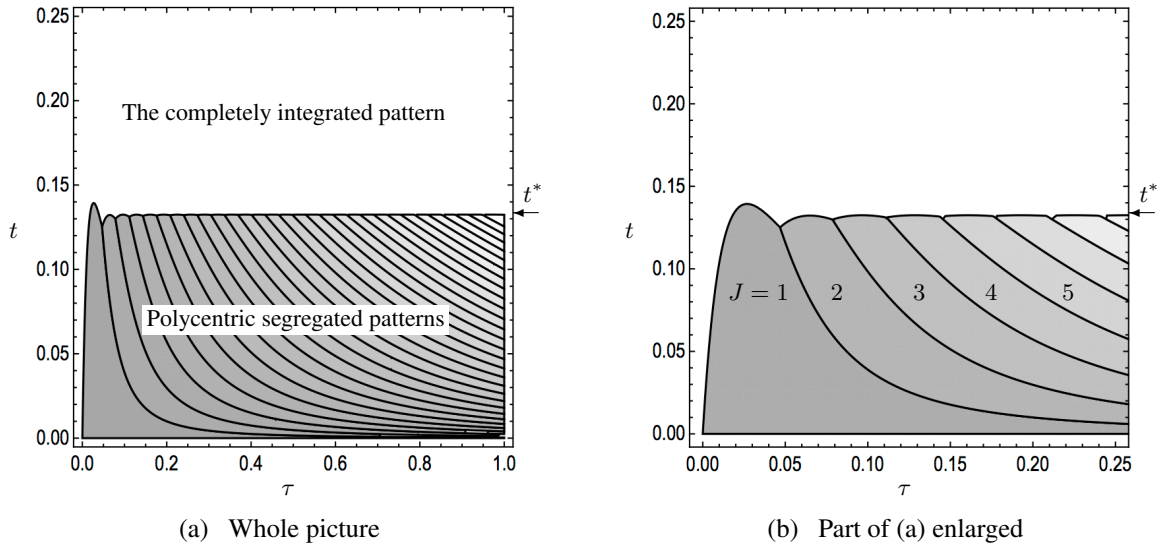 0.25
0.20
0.15
0.10
0.05
0.00
t
The completely integrated pattern
t*
Polycentric segregated patterns
0.0 0.2 0.4 0.6 0.8 1.0
τ
(a) Whole picture
0.25
0.20
0.15
0.10
0.05
0.00
t
t*
J = 1 2 3 4 5
0.00 0.05 0.10 0.15 0.20 0.25
τ
(b) Part of (a) enlarged